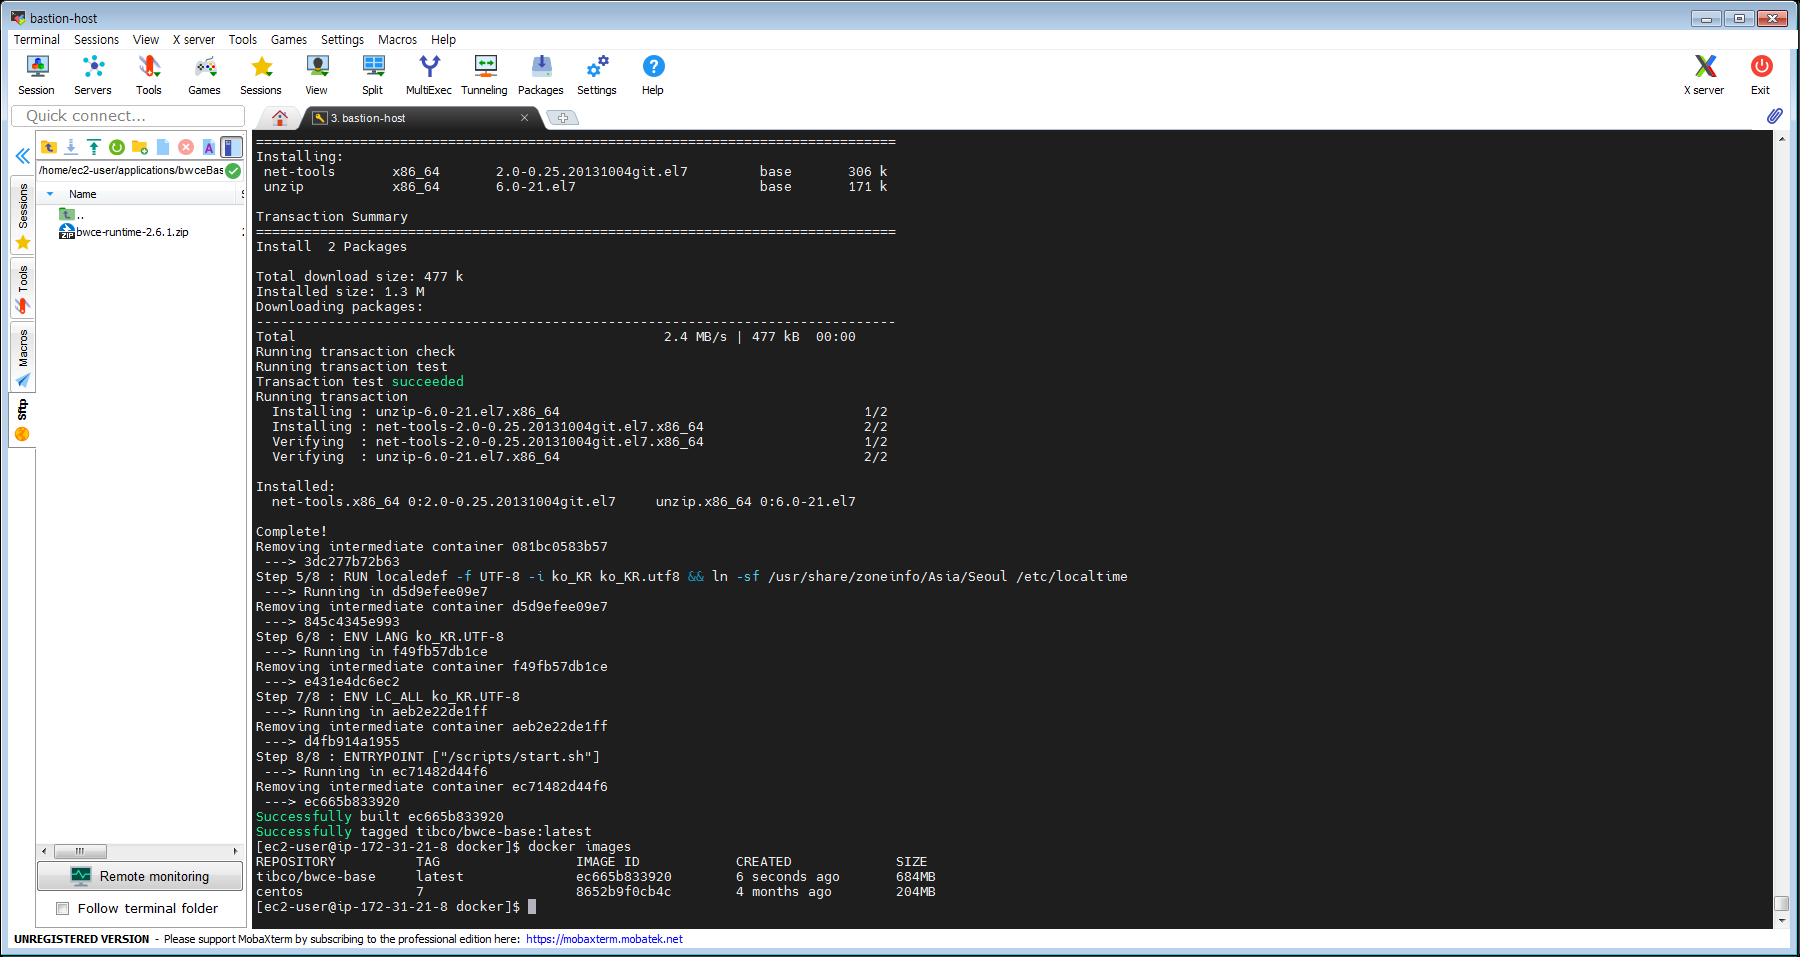 bastion-host
Terminal Sessions View X server Tools Games Settings Macros Help
Session Servers Tools Games Sessions View Split MultiExec Tunneling Packages Settings Help X server Exit
Quick connect...
3. bastion-host
/home/ec2-user/applications/bwceBas
Name
..
bwce-runtime-2.6.1.zip
Sessions
Tools
Macros
Sftp
================================================================================
Installing:
 net-tools       x86_64       2.0-0.25.20131004git.el7         base       306 k
 unzip           x86_64       6.0-21.el7                       base       171 k
Transaction Summary
================================================================================
Install  2 Packages
Total download size: 477 k
Installed size: 1.3 M
Downloading packages:
--------------------------------------------------------------------------------
Total                                              2.4 MB/s | 477 kB  00:00
Running transaction check
Running transaction test
Transaction test succeeded
Running transaction
  Installing : unzip-6.0-21.el7.x86_64                                      1/2
  Installing : net-tools-2.0-0.25.20131004git.el7.x86_64                    2/2
  Verifying  : net-tools-2.0-0.25.20131004git.el7.x86_64                    1/2
  Verifying  : unzip-6.0-21.el7.x86_64                                      2/2
Installed:
  net-tools.x86_64 0:2.0-0.25.20131004git.el7     unzip.x86_64 0:6.0-21.el7
Complete!
Removing intermediate container 081bc0583b57
 ---> 3dc277b72b63
Step 5/8 : RUN localedef -f UTF-8 -i ko_KR ko_KR.utf8 && ln -sf /usr/share/zoneinfo/Asia/Seoul /etc/localtime
 ---> Running in d5d9efee09e7
Removing intermediate container d5d9efee09e7
 ---> 845c4345e993
Step 6/8 : ENV LANG ko_KR.UTF-8
 ---> Running in f49fb57db1ce
Removing intermediate container f49fb57db1ce
 ---> e431e4dc6ec2
Step 7/8 : ENV LC_ALL ko_KR.UTF-8
 ---> Running in aeb2e22de1ff
Removing intermediate container aeb2e22de1ff
 ---> d4fb914a1955
Step 8/8 : ENTRYPOINT ["/scripts/start.sh"]
 ---> Running in ec71482d44f6
Removing intermediate container ec71482d44f6
 ---> ec665b833920
Successfully built ec665b833920
Successfully tagged tibco/bwce-base:latest
[ec2-user@ip-172-31-21-8 docker]$ docker images
REPOSITORY          TAG                 IMAGE ID            CREATED             SIZE
tibco/bwce-base     latest              ec665b833920        6 seconds ago       684MB
centos              7                   8652b9f0cb4c        4 months ago        204MB
[ec2-user@ip-172-31-21-8 docker]$
Remote monitoring
Follow terminal folder
UNREGISTERED VERSION - Please support MobaXterm by subscribing to the professional edition here: https://mobaxterm.mobatek.net